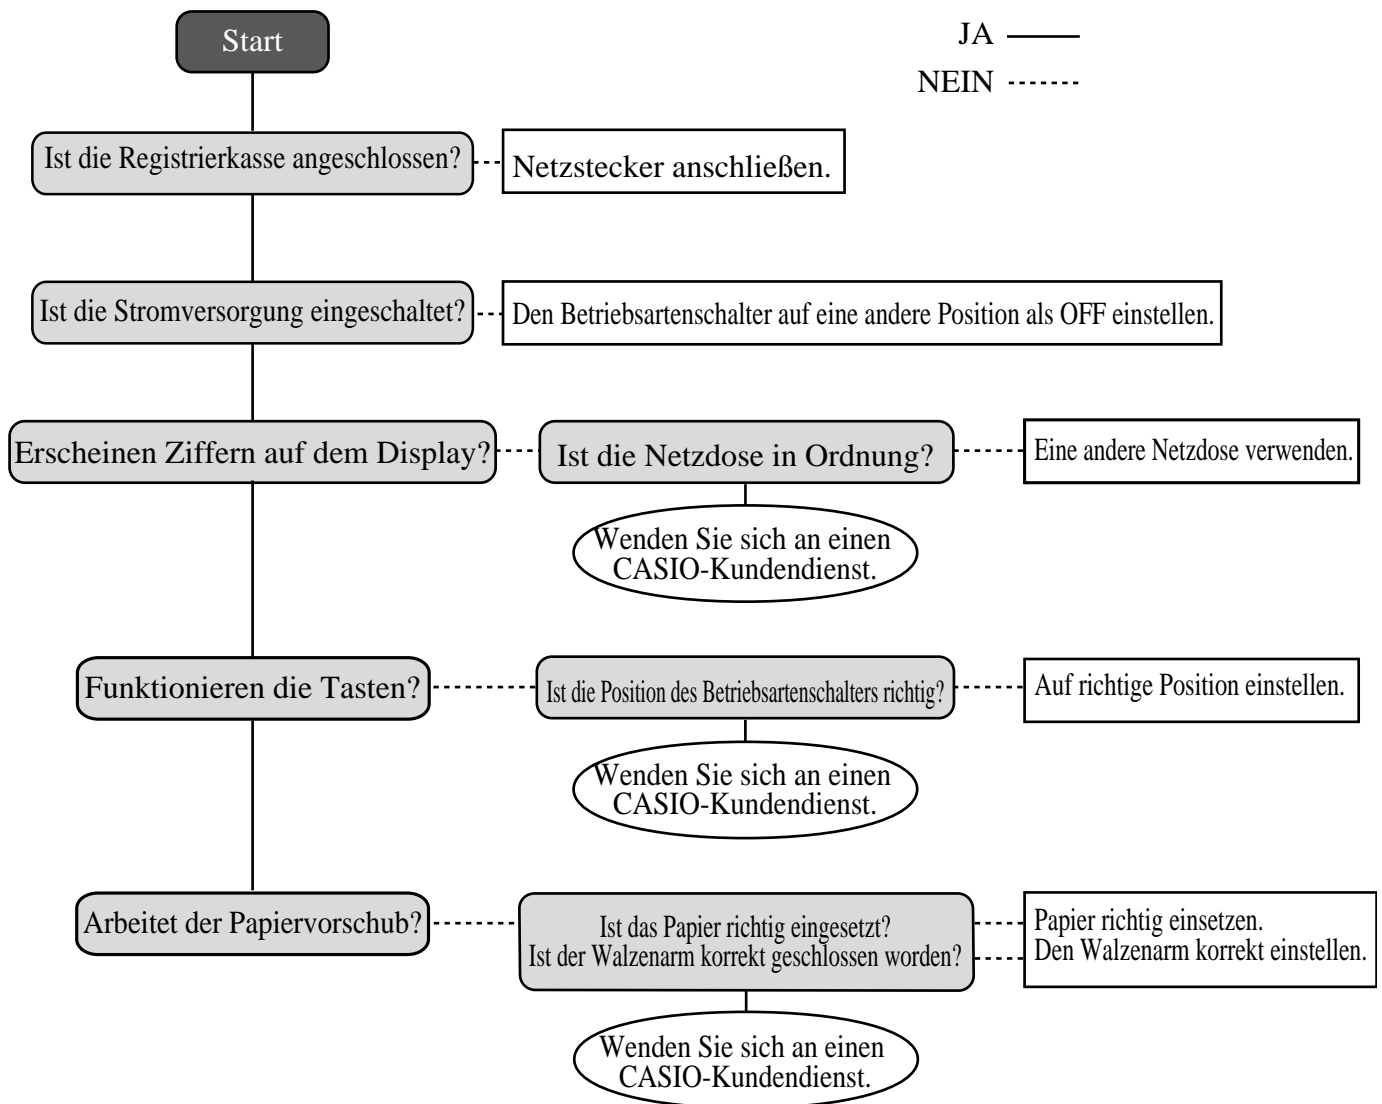 Start
JA
NEIN
Ist die Registrierkasse angeschlossen?
Netzstecker anschließen.
Ist die Stromversorgung eingeschaltet?
Den Betriebsartenschalter auf eine andere Position als OFF einstellen.
Erscheinen Ziffern auf dem Display?
Ist die Netzdose in Ordnung?
Eine andere Netzdose verwenden.
Wenden Sie sich an einen
CASIO-Kundendienst.
Funktionieren die Tasten?
Ist die Position des Betriebsartenschalters richtig?
Auf richtige Position einstellen.
Wenden Sie sich an einen
CASIO-Kundendienst.
Arbeitet der Papiervorschub?
Ist das Papier richtig eingesetzt?
Ist der Walzenarm korrekt geschlossen worden?
Papier richtig einsetzen.
Den Walzenarm korrekt einstellen.
Wenden Sie sich an einen
CASIO-Kundendienst.